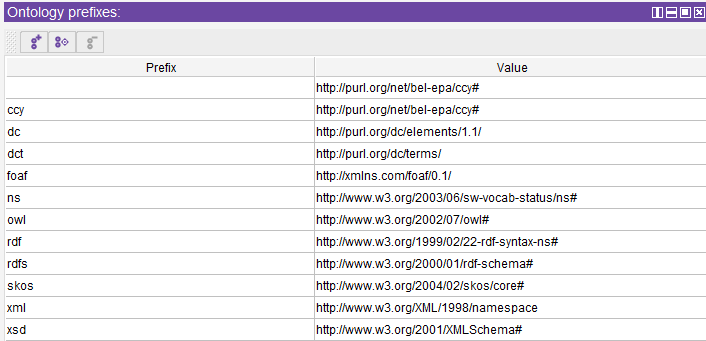 Ontology prefixes:
Prefix Value
http://purl.org/net/bel-epa/ccy#
ccy http://purl.org/net/bel-epa/ccy#
dc http://purl.org/dc/elements/1.1/
dct http://purl.org/dc/terms/
foaf http://xmlns.com/foaf/0.1/
ns http://www.w3.org/2003/06/sw-vocab-status/ns#
owl http://www.w3.org/2002/07/owl#
rdf http://www.w3.org/1999/02/22-rdf-syntax-ns#
rdfs http://www.w3.org/2000/01/rdf-schema#
skos http://www.w3.org/2004/02/skos/core#
xml http://www.w3.org/XML/1998/namespace
xsd http://www.w3.org/2001/XMLSchema#